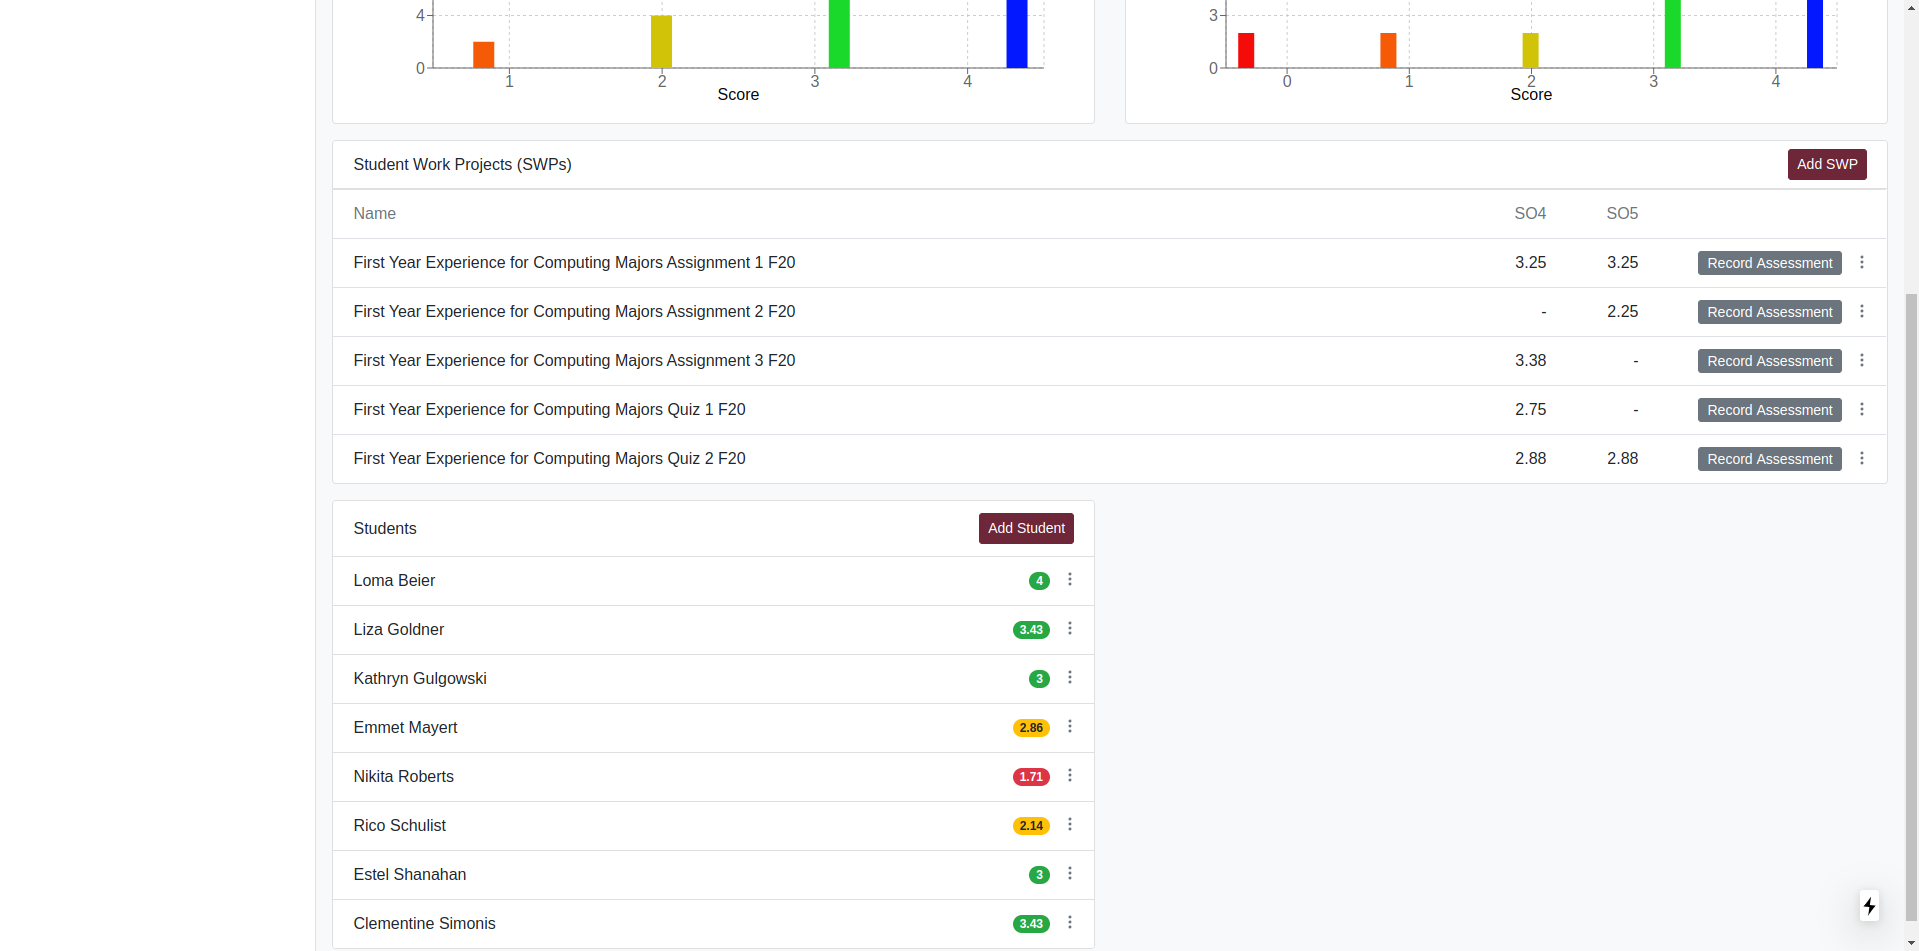 4
3
0
0
1 2 3 4
0 1 2 3 4
Score
Score
Student Work Projects (SWPs) Add SWP
Name SO4 SO5
First Year Experience for Computing Majors Assignment 1 F20 3.25 3.25 Record Assessment
First Year Experience for Computing Majors Assignment 2 F20 - 2.25 Record Assessment
First Year Experience for Computing Majors Assignment 3 F20 3.38 - Record Assessment
First Year Experience for Computing Majors Quiz 1 F20 2.75 - Record Assessment
First Year Experience for Computing Majors Quiz 2 F20 2.88 2.88 Record Assessment
Students Add Student
Loma Beier 4
Liza Goldner 3.43
Kathryn Gulgowski 3
Emmet Mayert 2.86
Nikita Roberts 1.71
Rico Schulist 2.14
Estel Shanahan 3
Clementine Simonis 3.43